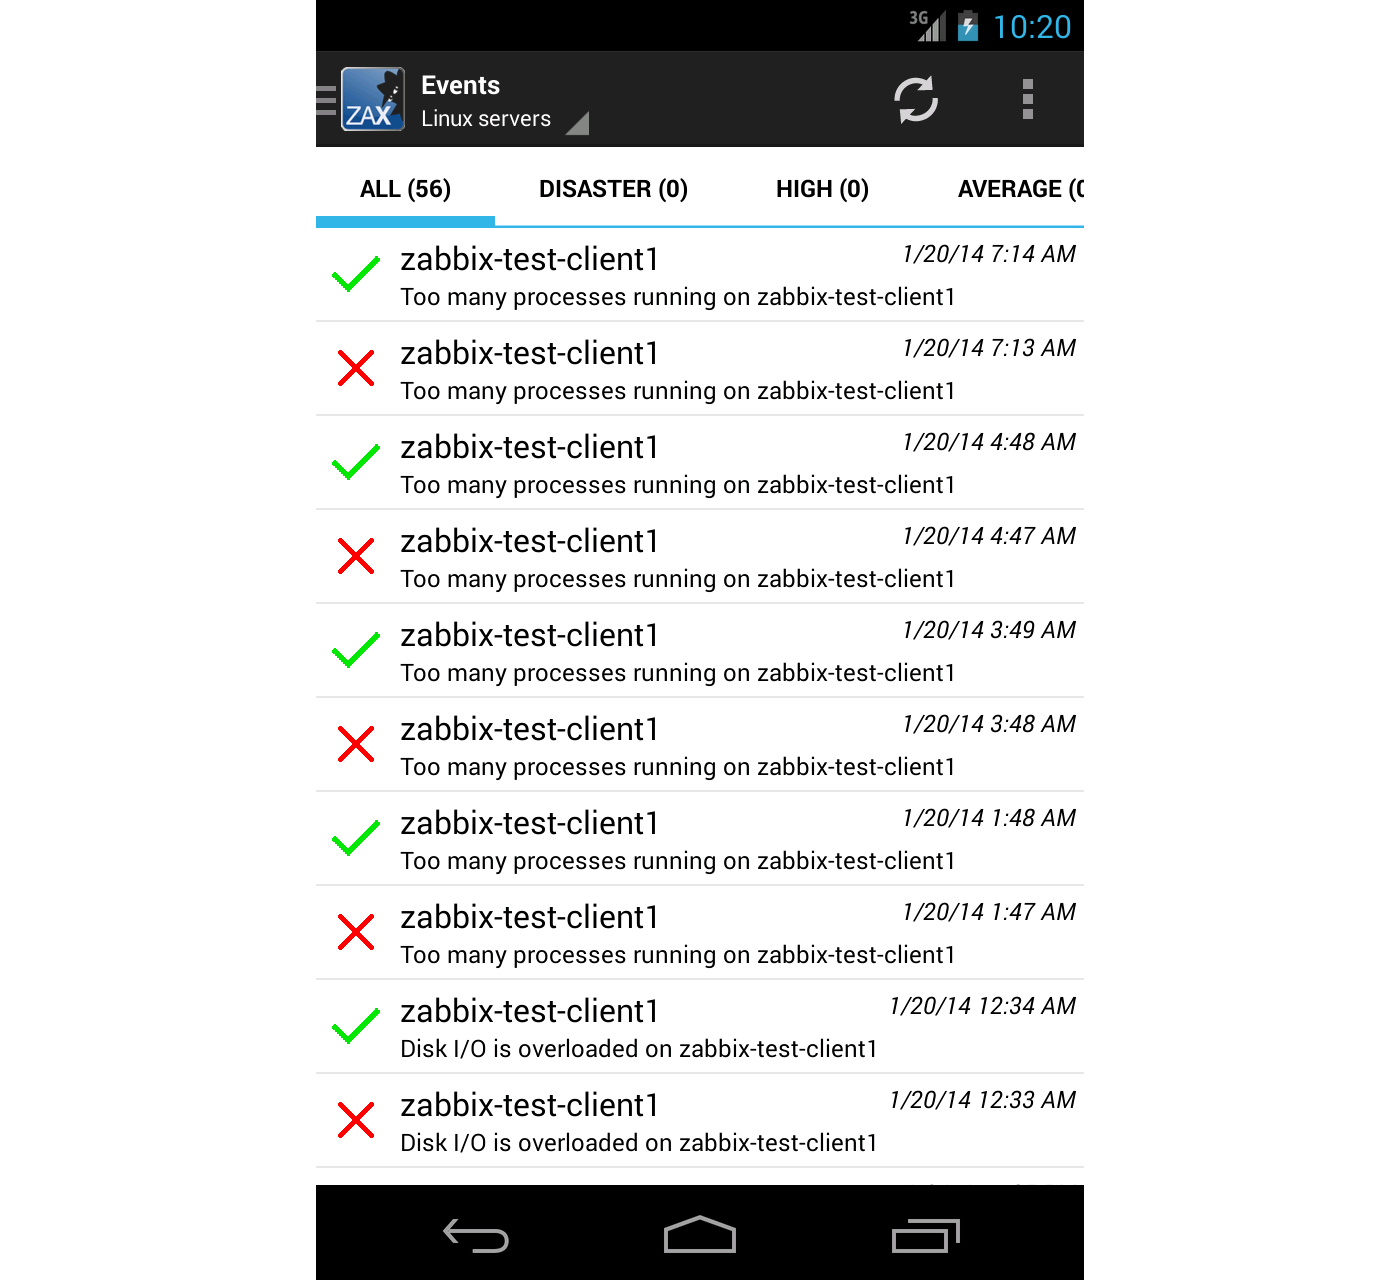 3G 10:20
ZAX
Events
Linux servers
ALL (56) DISASTER (0) HIGH (0) AVERAGE (0
zabbix-test-client1 1/20/14 7:14 AM
Too many processes running on zabbix-test-client1
zabbix-test-client1 1/20/14 7:13 AM
Too many processes running on zabbix-test-client1
zabbix-test-client1 1/20/14 4:48 AM
Too many processes running on zabbix-test-client1
zabbix-test-client1 1/20/14 4:47 AM
Too many processes running on zabbix-test-client1
zabbix-test-client1 1/20/14 3:49 AM
Too many processes running on zabbix-test-client1
zabbix-test-client1 1/20/14 3:48 AM
Too many processes running on zabbix-test-client1
zabbix-test-client1 1/20/14 1:48 AM
Too many processes running on zabbix-test-client1
zabbix-test-client1 1/20/14 1:47 AM
Too many processes running on zabbix-test-client1
zabbix-test-client1 1/20/14 12:34 AM
Disk I/O is overloaded on zabbix-test-client1
zabbix-test-client1 1/20/14 12:33 AM
Disk I/O is overloaded on zabbix-test-client1